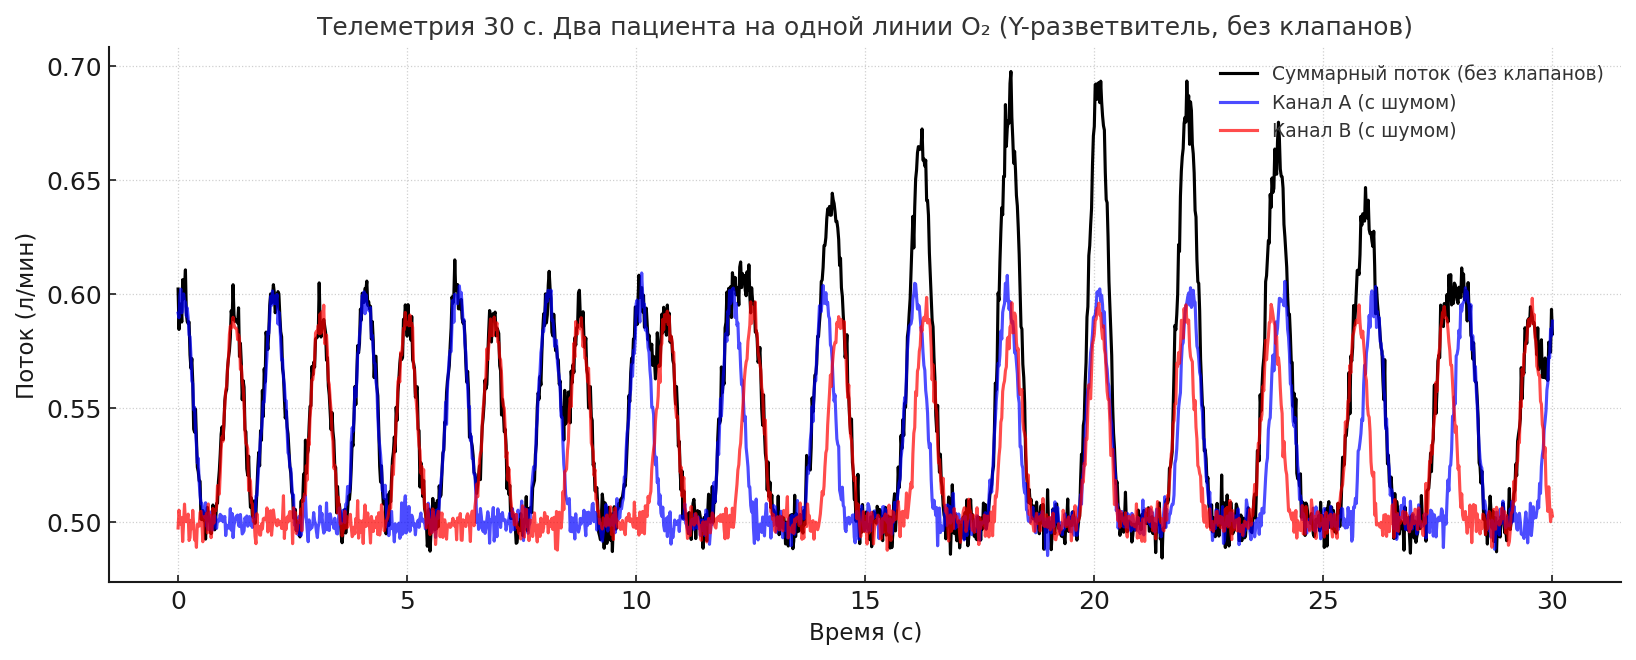 Телеметрия 30 с. Два пациента на одной линии O₂ (Y-разветвитель, без клапанов)
Суммарный поток (без клапанов)
Канал A (с шумом)
Канал B (с шумом)
Поток (л/мин)
0.70
0.65
0.60
0.55
0.50
0
5
10
15
20
25
30
Время (с)